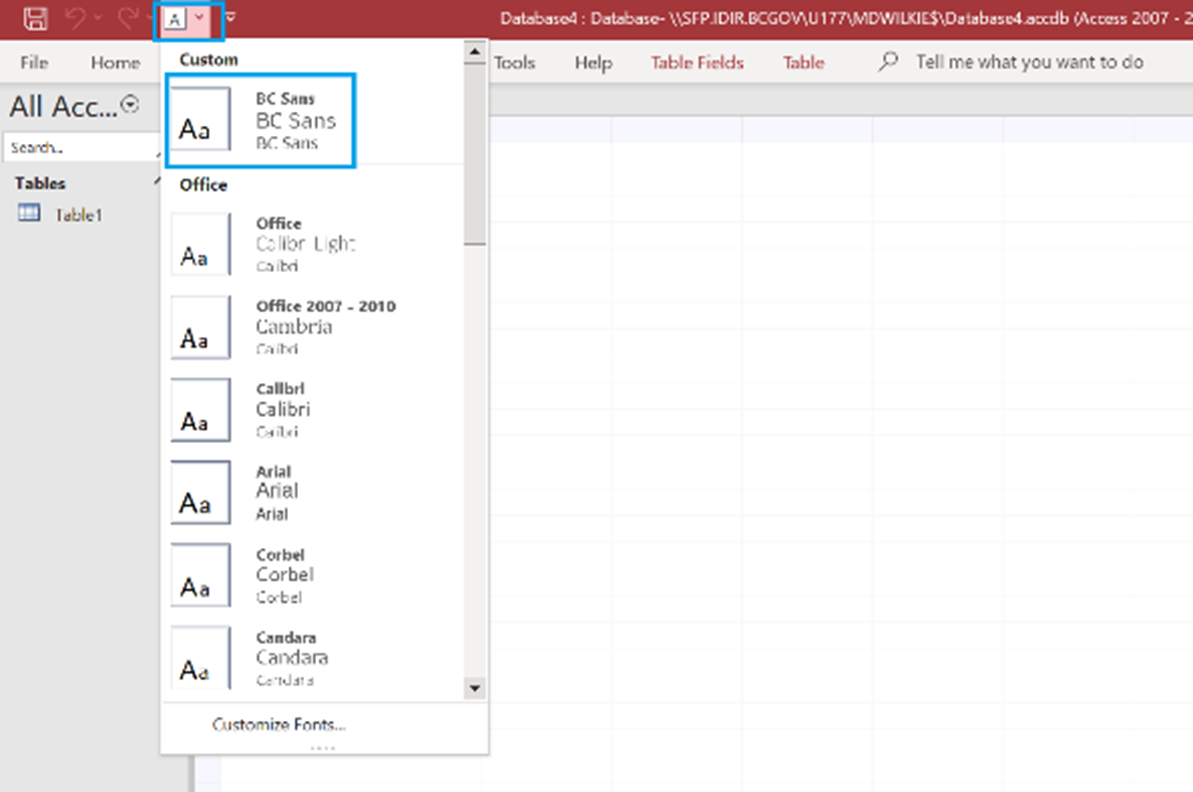 A
Database4 : Database- \\SFP.IDIR.BCGOV\U177\MDWILKIE$\Database4.accdb (Access 2007 - 2
File Home Tools Help Table Fields Table Tell me what you want to do
All Acc...
Search...
Tables
Table1
Custom
Aa
BC Sans
BC Sans
BC Sans
Office
Aa
Office
Calibri Light
Calibri
Aa
Office 2007 - 2010
Cambria
Calibri
Aa
Calibri
Calibri
Calibri
Aa
Arial
Arial
Arial
Aa
Corbel
Corbel
Corbel
Aa
Candara
Candara
Candara
Customize Fonts...